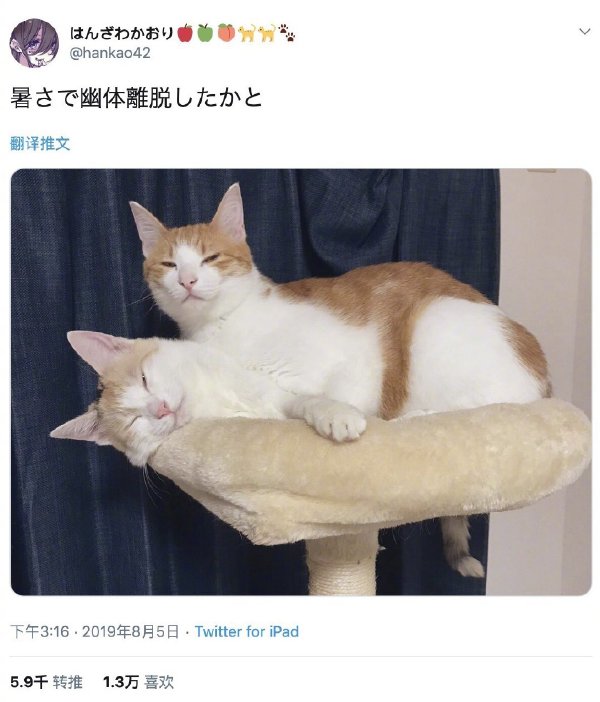 はんざわかおり🍎🍏🍑🐈🐈🐾
@hankao42
暑さで幽体離脱したかと
翻译推文
下午3:16 · 2019年8月5日 · Twitter for iPad
5.9千 转推 1.3万 喜欢